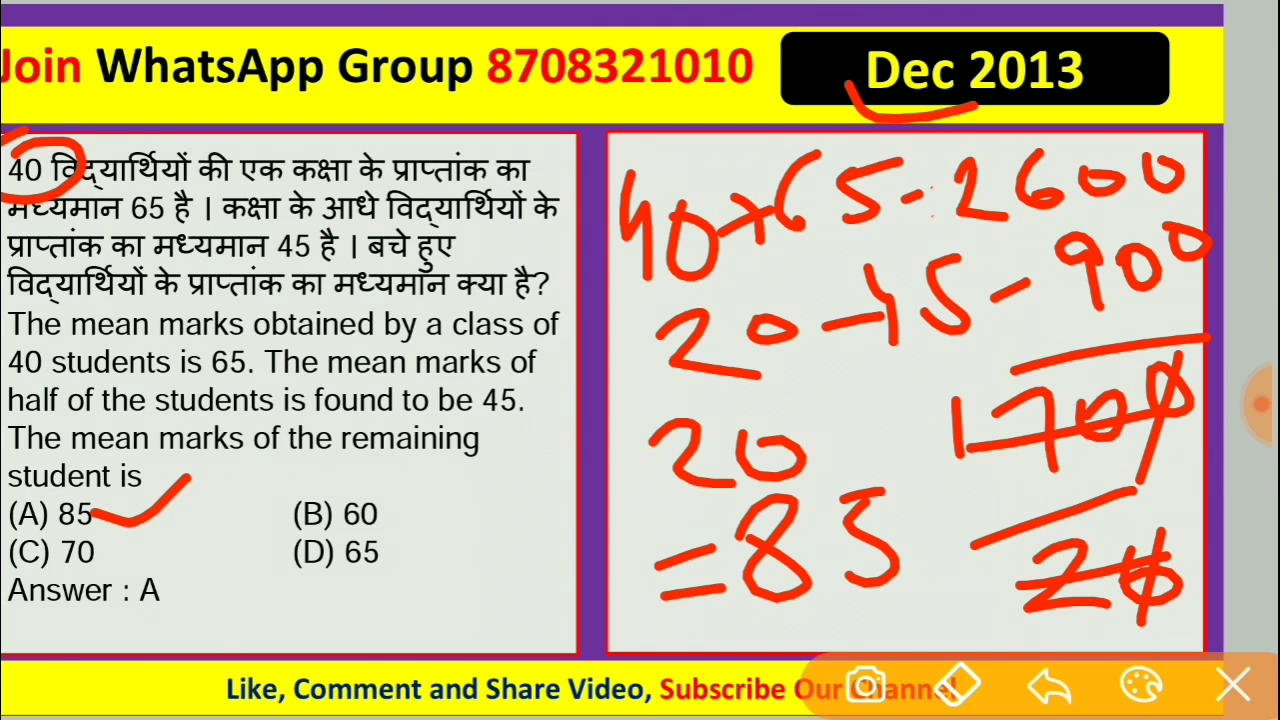 Join WhatsApp Group 8708321010
Dec 2013
40 विद्यार्थियों की एक कक्षा के प्राप्तांक का
मध्यमान 65 है । कक्षा के आधे विद्यार्थियों के
प्राप्तांक का मध्यमान 45 है । बचे हुए
विद्यार्थियों के प्राप्तांक का मध्यमान क्या है?
The mean marks obtained by a class of
40 students is 65. The mean marks of
half of the students is found to be 45.
The mean marks of the remaining
student is
(A) 85 (B) 60
(C) 70 (D) 65
Answer : A
40×65-2600
20-45-900
1700
20
20
=85
Like, Comment and Share Video, Subscribe Our Channel